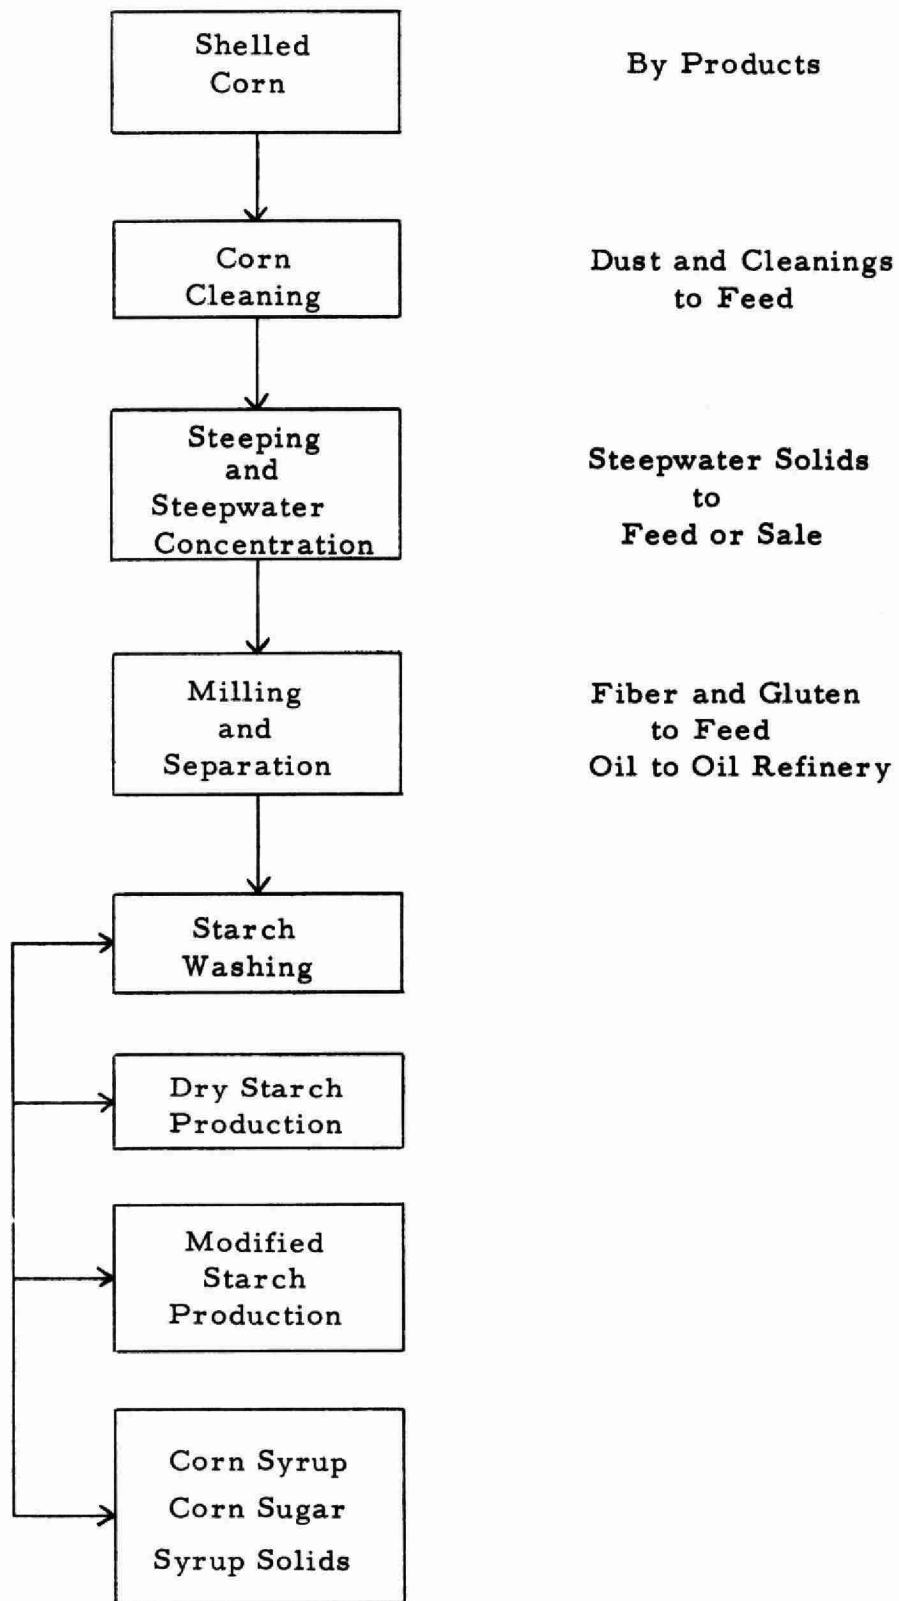 Shelled
Corn
By Products
Corn
Cleaning
Dust and Cleanings
to Feed
Steeping
and
Steepwater
Concentration
Steepwater Solids
to
Feed or Sale
Milling
and
Separation
Fiber and Gluten
to Feed
Oil to Oil Refinery
Starch
Washing
Dry Starch
Production
Modified
Starch
Production
Corn Syrup
Corn Sugar
Syrup Solids